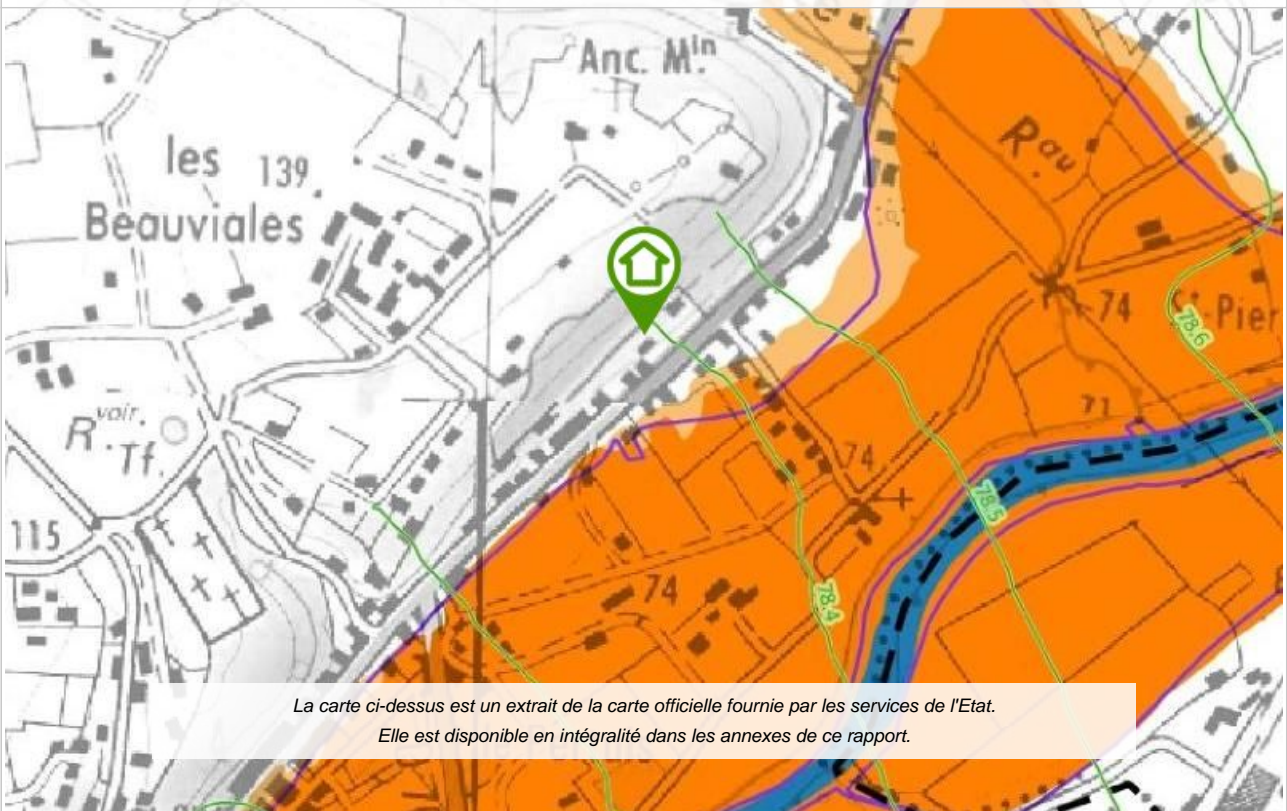 Anc. Mᴵⁿ.
les 139
Beauviales
Rau
74
St-Pier
78.6
voir.
R. Tf.
71
74
78.5
115
74
78.4
La carte ci-dessus est un extrait de la carte officielle fournie par les services de l'Etat.
Elle est disponible en intégralité dans les annexes de ce rapport.